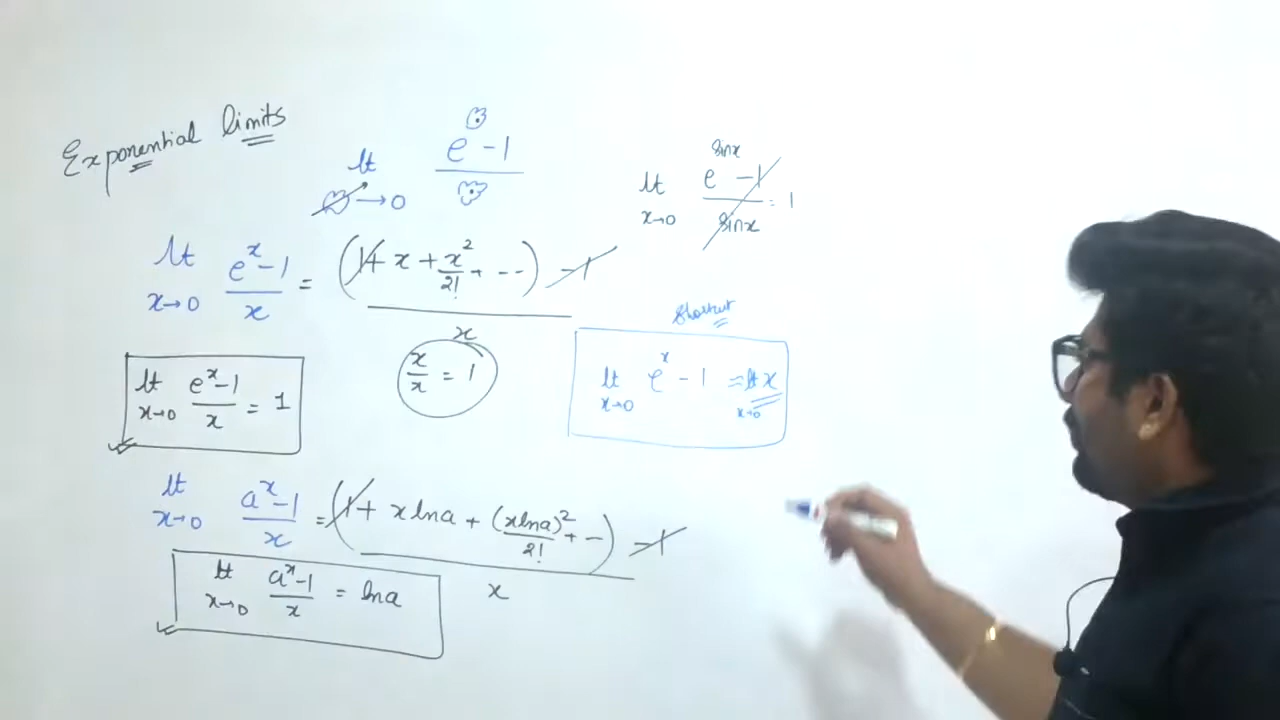 Exponential limits
lt ☁→0 (e^☁ - 1)/☁
lt x→0 (e^sinx - 1)/sinx = 1
lt x→0 (e^x - 1)/x = ((1 + x + x²/2! + --) - 1)/x
x/x = 1
Shortcut
lt x→0 e^x - 1 ≈ lt x→0 x
lt x→0 (e^x - 1)/x = 1
lt x→0 (a^x - 1)/x = ((1 + x lna + (x lna)²/2! + --) - 1)/x
lt x→0 (a^x - 1)/x = lna